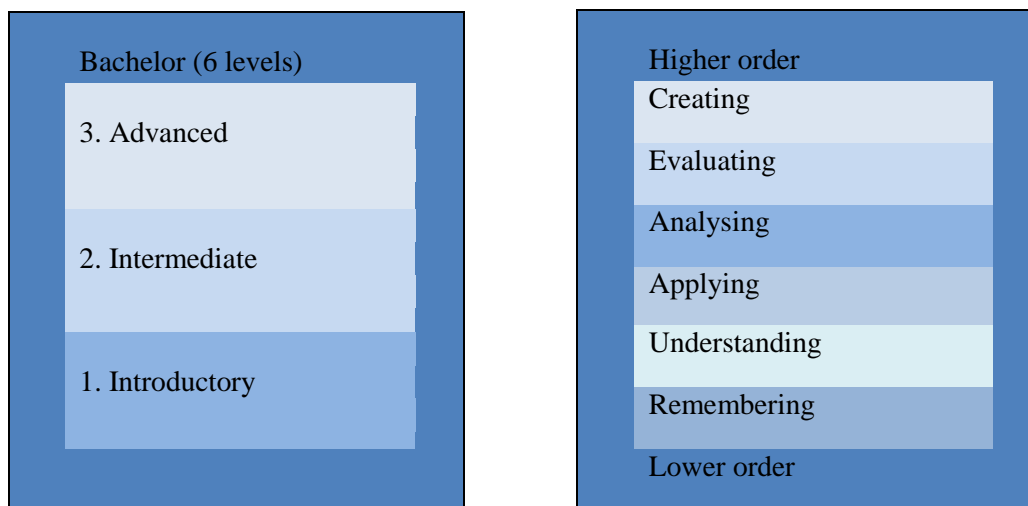 Bachelor (6 levels)
3. Advanced
2. Intermediate
1. Introductory
Higher order
Creating
Evaluating
Analysing
Applying
Understanding
Remembering
Lower order